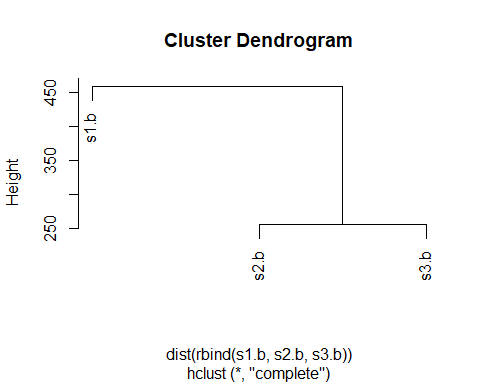 Cluster Dendrogram
Height
450
350
250
s1.b
s2.b
s3.b
dist(rbind(s1.b, s2.b, s3.b))
hclust (*, "complete")